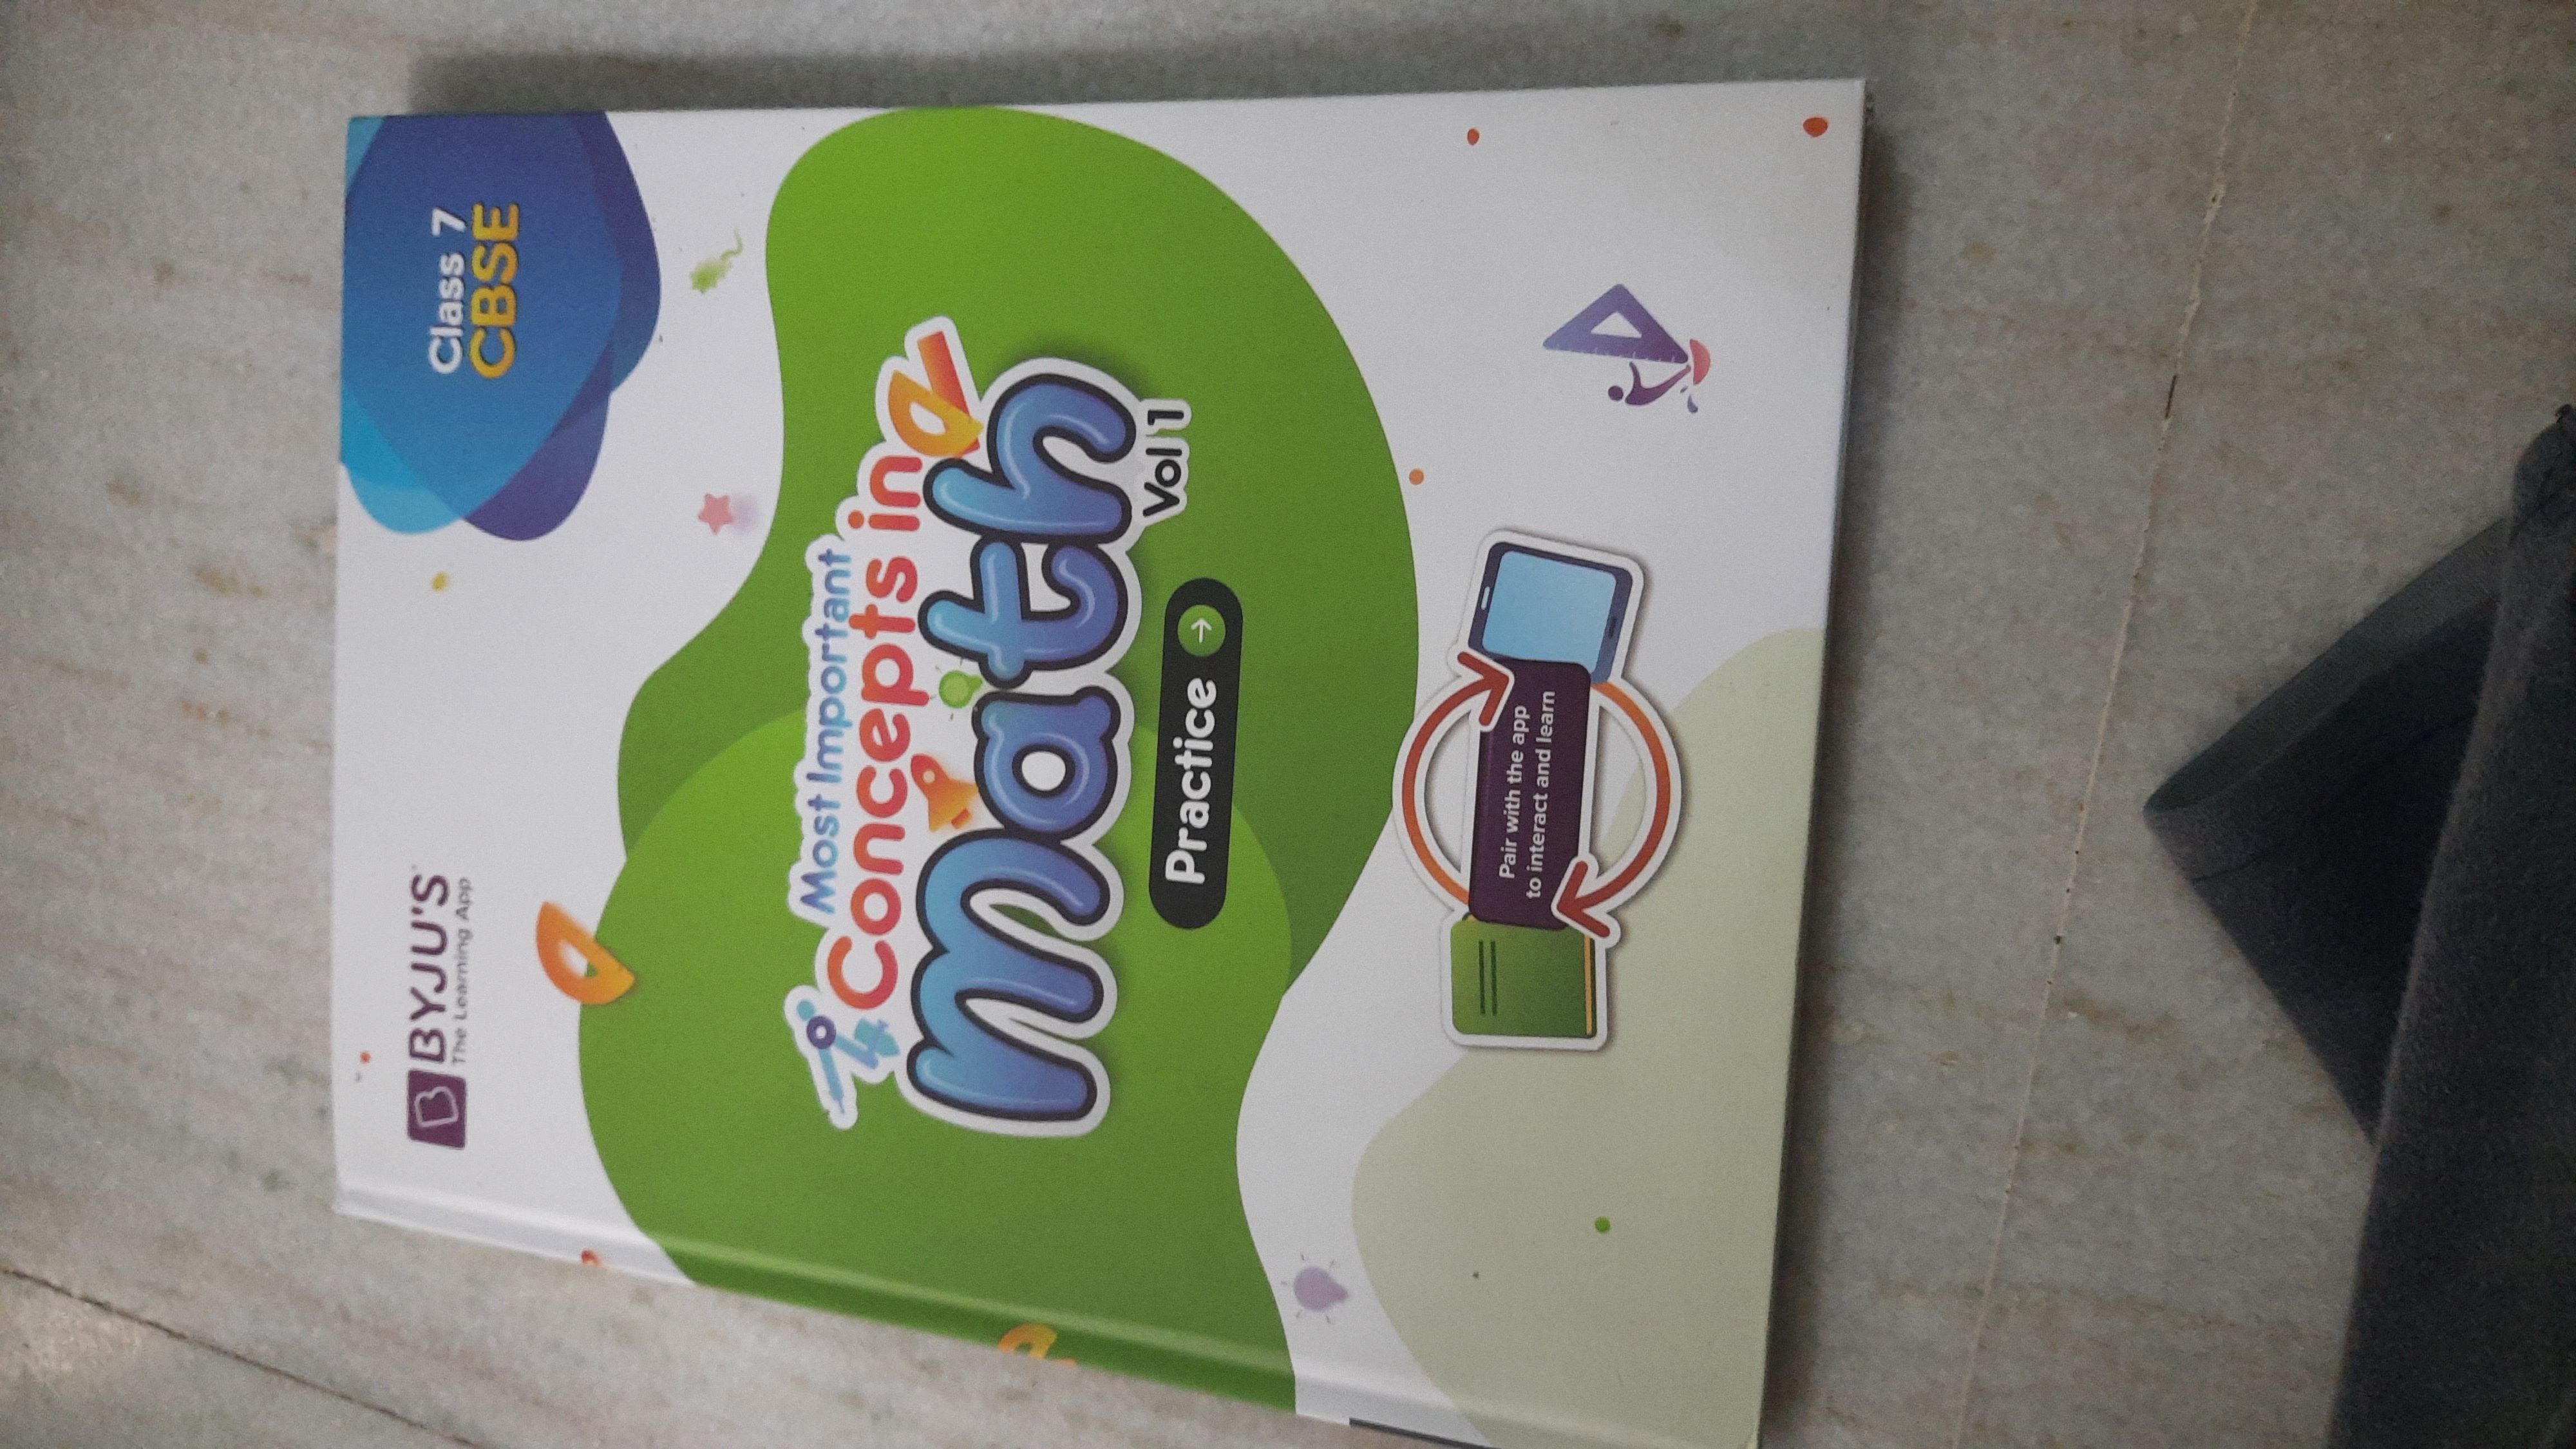 BYJU'S
The Learning App
Class 7
CBSE
Most Important
Concepts in
Math
Vol 1
Practice
Pair with the app
to interact and learn